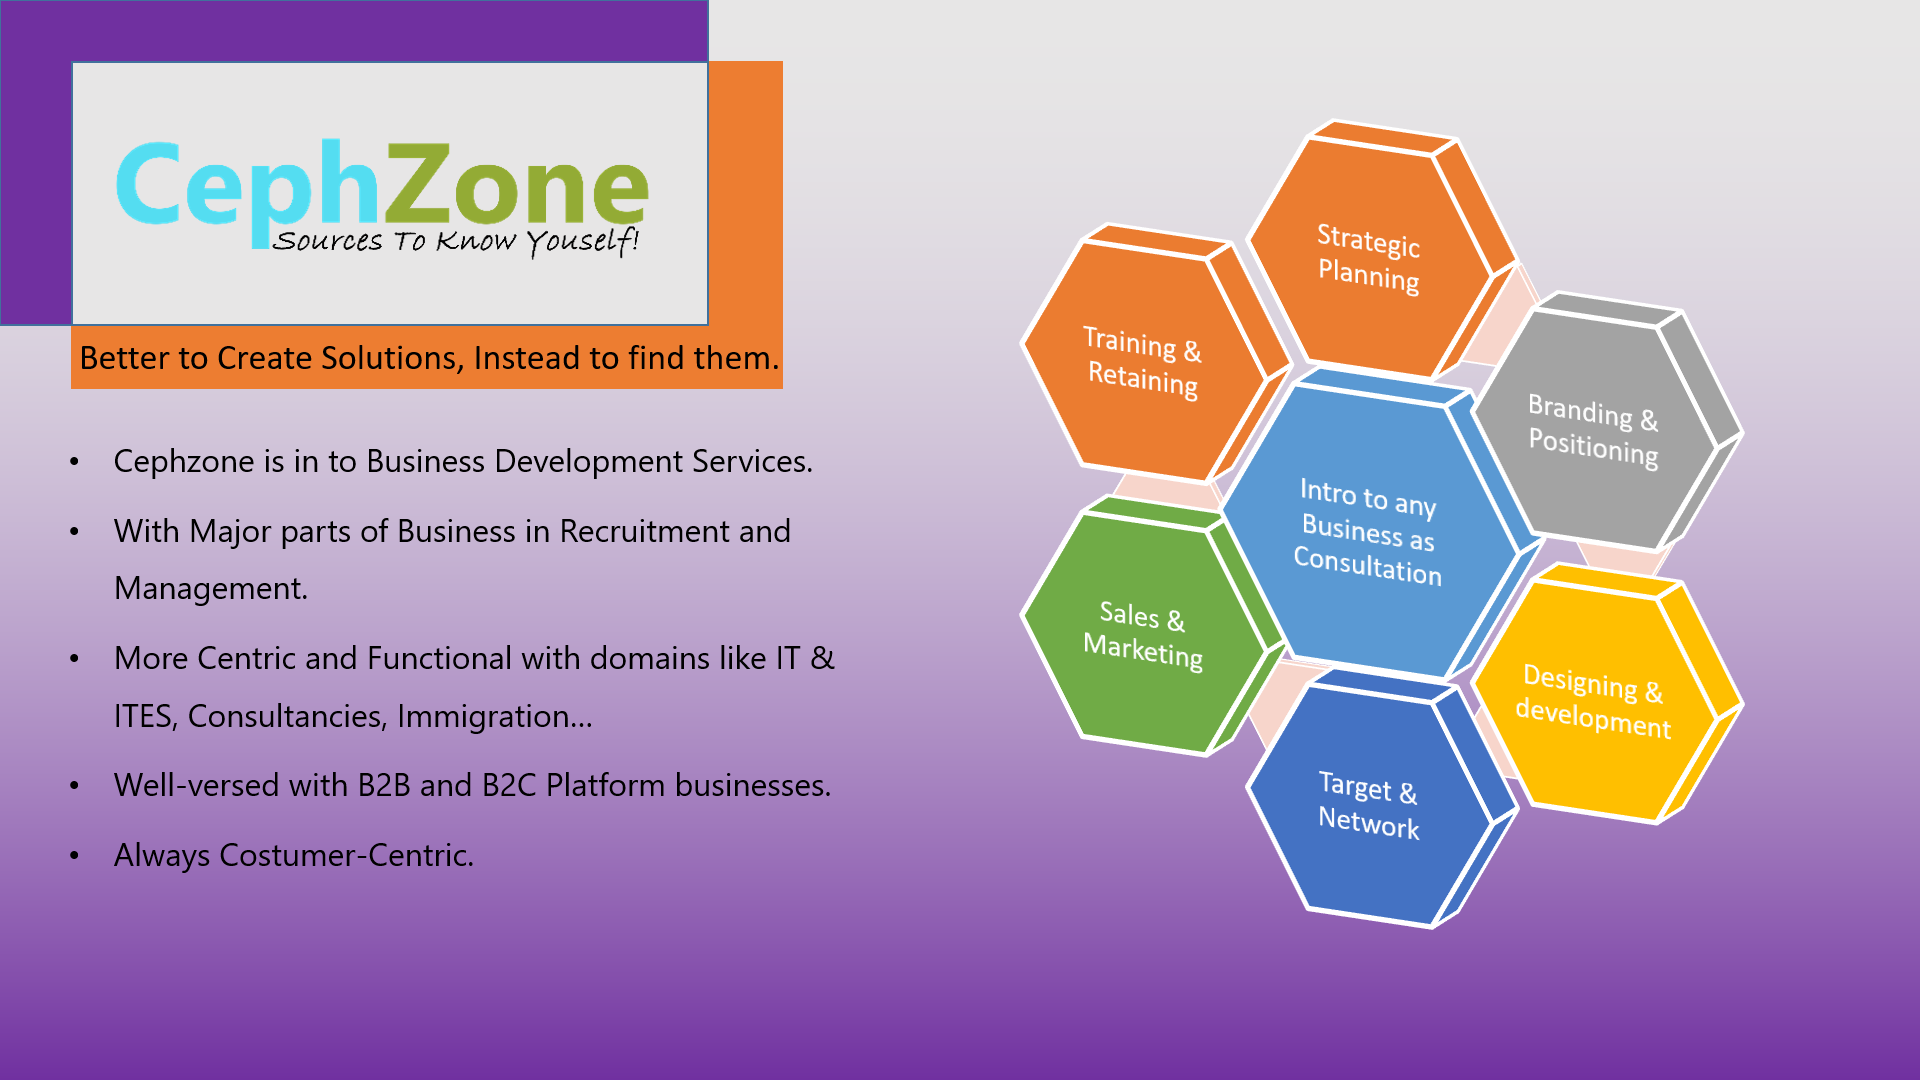 CephZone
Sources To Know Youself!
Better to Create Solutions, Instead to find them.
• Cephzone is in to Business Development Services.
• With Major parts of Business in Recruitment and
Management.
• More Centric and Functional with domains like IT &
ITES, Consultancies, Immigration...
• Well-versed with B2B and B2C Platform businesses.
• Always Costumer-Centric.
Strategic
Planning
Training &
Retaining
Branding &
Positioning
Intro to any
Business as
Consultation
Sales &
Marketing
Designing &
development
Target &
Network